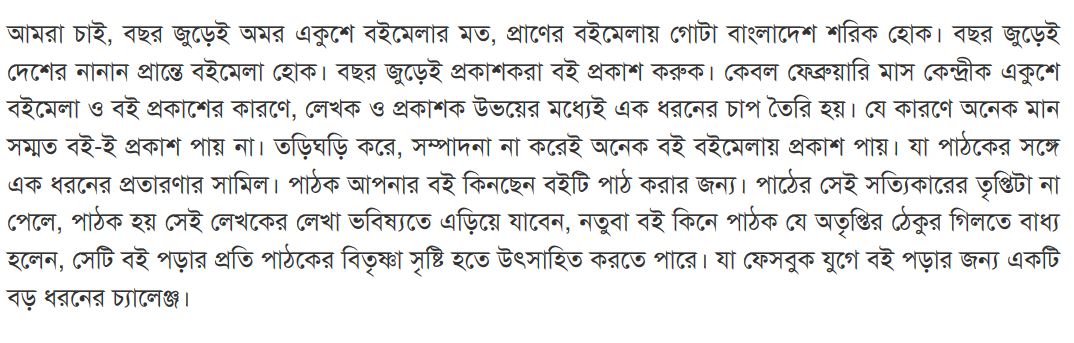 আমরা চাই, বছর জুড়েই অমর একুশে বইমেলার মত, প্রাণের বইমেলায় গোটা বাংলাদেশ শরিক হোক। বছর জুড়েই
দেশের নানান প্রান্তে বইমেলা হোক। বছর জুড়েই প্রকাশকরা বই প্রকাশ করুক। কেবল ফেব্রুয়ারি মাস কেন্দ্রীক একুশে
বইমেলা ও বই প্রকাশের কারণে, লেখক ও প্রকাশক উভয়ের মধ্যেই এক ধরনের চাপ তৈরি হয়। যে কারণে অনেক মান
সম্মত বই-ই প্রকাশ পায় না। তড়িঘড়ি করে, সম্পাদনা না করেই অনেক বই বইমেলায় প্রকাশ পায়। যা পাঠকের সঙ্গে
এক ধরনের প্রতারণার সামিল। পাঠক আপনার বই কিনছেন বইটি পাঠ করার জন্য। পাঠের সেই সত্যিকারের তৃপ্তিটা না
পেলে, পাঠক হয় সেই লেখকের লেখা ভবিষ্যতে এড়িয়ে যাবেন, নতুবা বই কিনে পাঠক যে অতৃপ্তির ঠেকুর গিলতে বাধ্য
হলেন, সেটি বই পড়ার প্রতি পাঠকের বিতৃষ্ণা সৃষ্টি হতে উৎসাহিত করতে পারে। যা ফেসবুক যুগে বই পড়ার জন্য একটি
বড় ধরনের চ্যালেঞ্জ।